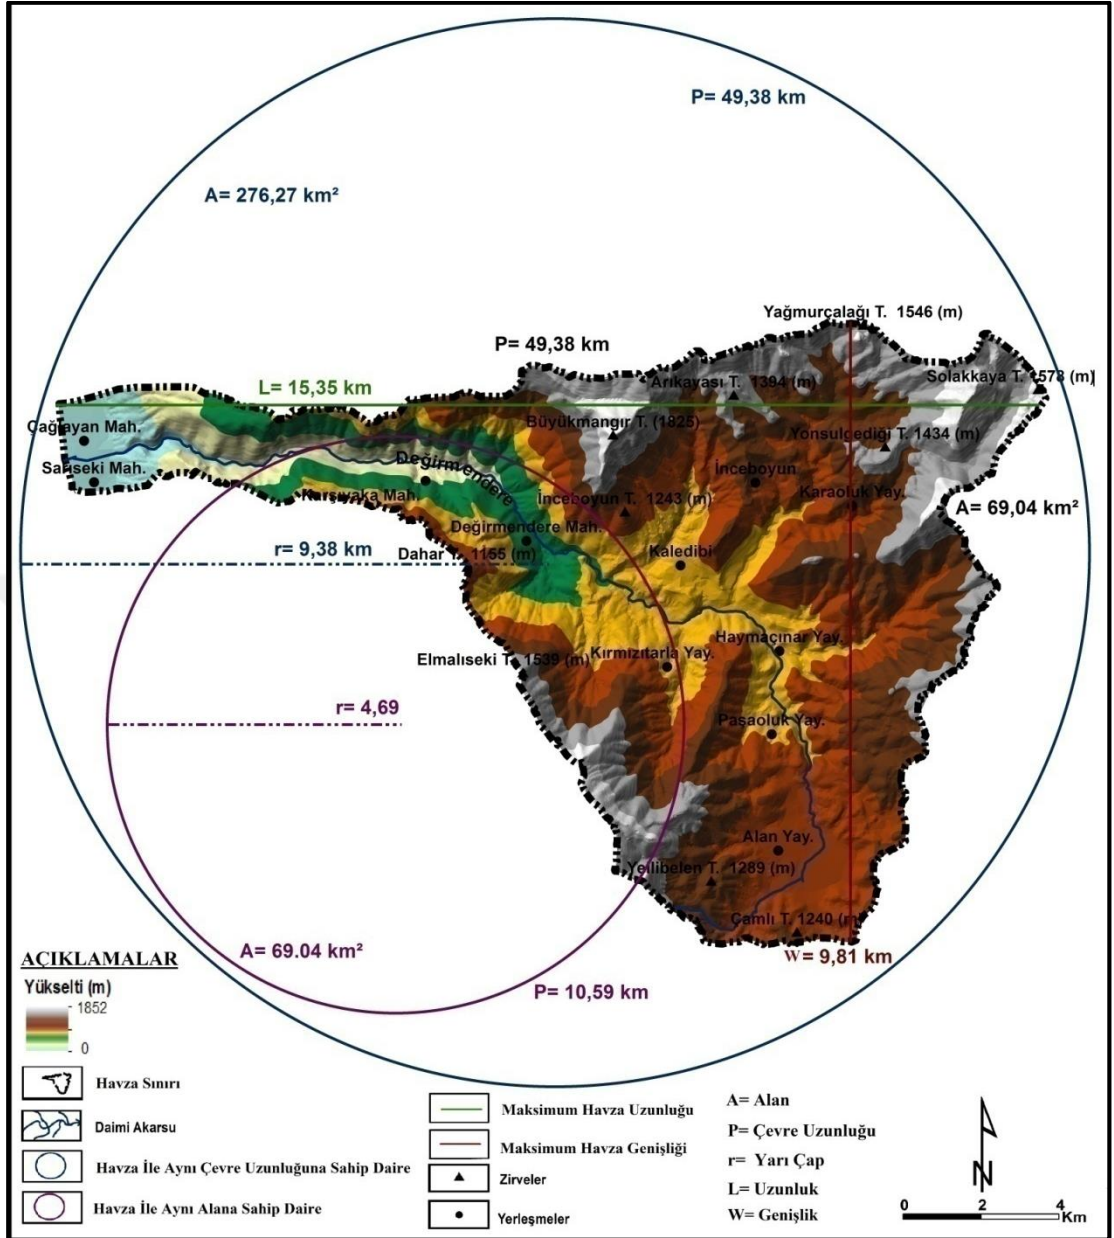 P= 49,38 km
A= 276,27 km²
Yağmurçalağı T. 1546 (m)
P= 49,38 km
Solakkaya T. 1578 (m)
Arıkayası T. 1394 (m)
L= 15,35 km
Büyükmangır T. (1825)
Çağlayan Mah.
Yonsulgediği T. 1434 (m)
Değirmendere
Sarıseki Mah.
İnceboyun
Karşıyaka Mah.
İnceboyun T. 1243 (m)
Karaoluk Yay.
A= 69,04 km²
Değirmendere Mah.
r= 9,38 km
Dahar T. 1155 (m)
Kaledibi
Haymaçınar Yay.
Elmalıseki T. 1539 (m)
Kırmızıtarla Yay.
r= 4,69
Paşaoluk Yay.
Alan Yay.
Yellibelen T. 1289 (m)
Çamlı T. 1240 (m
A= 69.04 km²
W= 9,81 km
P= 10,59 km
AÇIKLAMALAR
Yükselti (m)
1852
0
Havza Sınırı
Daimi Akarsu
Havza İle Aynı Çevre Uzunluğuna Sahip Daire
Havza İle Aynı Alana Sahip Daire
Maksimum Havza Uzunluğu
Maksimum Havza Genişliği
Zirveler
Yerleşmeler
A= Alan
P= Çevre Uzunluğu
r= Yarı Çap
L= Uzunluk
W= Genişlik
N
0 2 4
Km